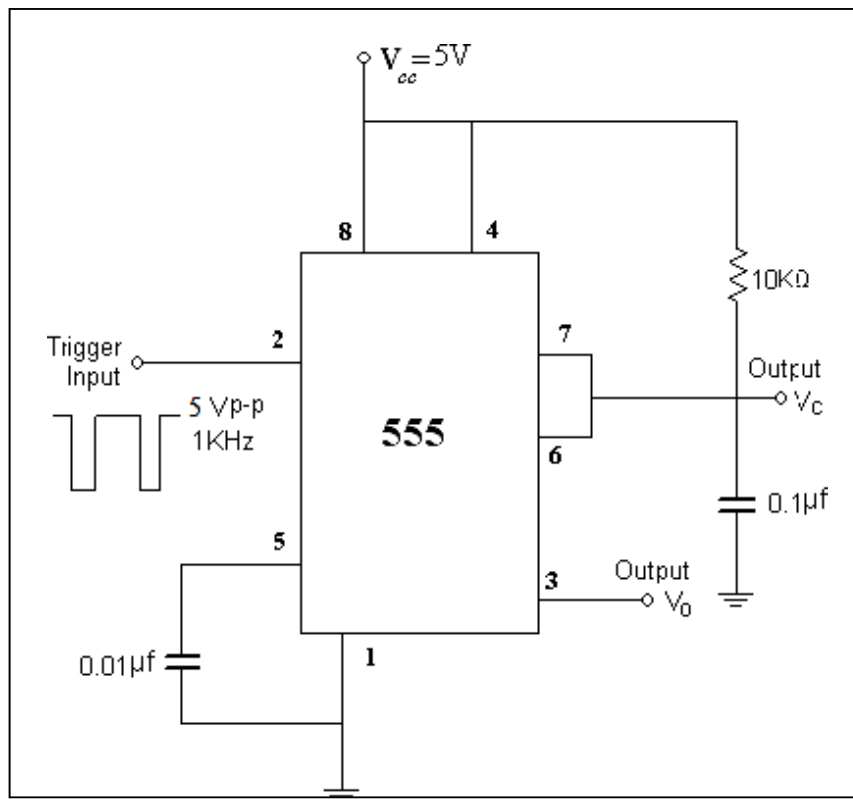 Vcc=5V
8
4
10KΩ
2
7
Trigger
Input
Output
Vc
5 Vp-p
1KHz
555
6
0.1µf
5
3
Output
Vo
0.01µf
1